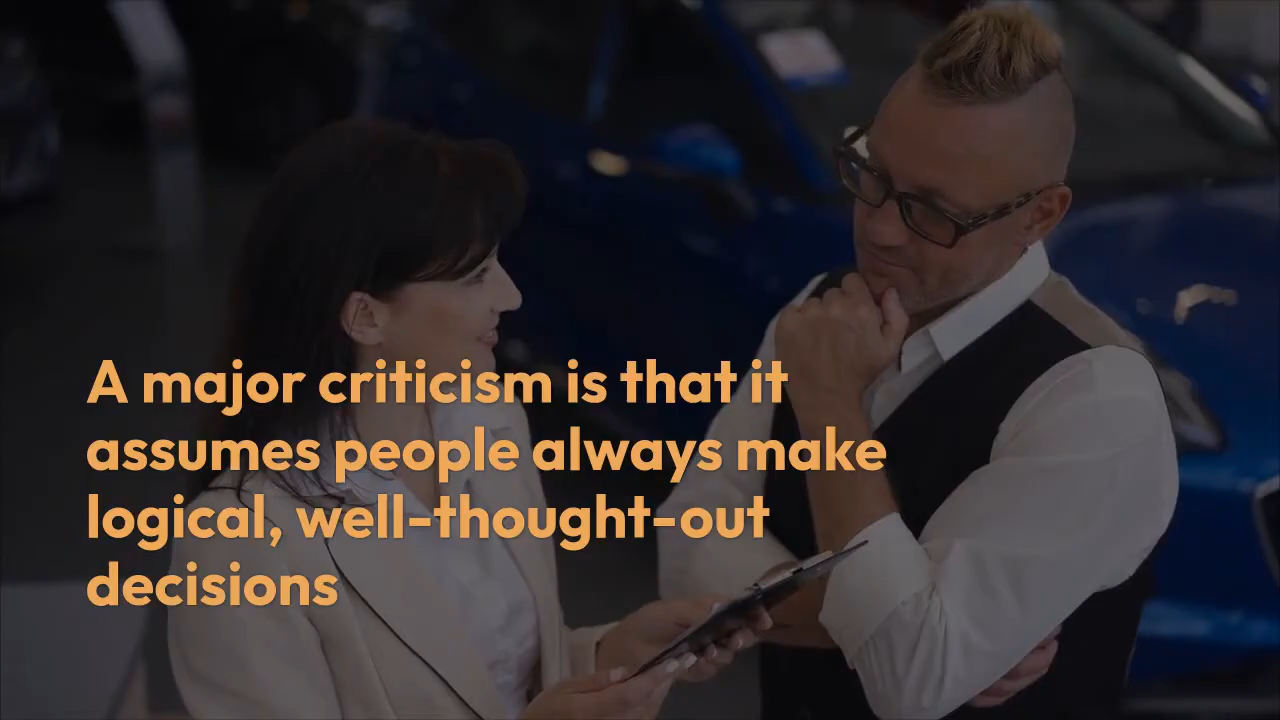 A major criticism is that it
assumes people always make
logical, well-thought-out
decisions